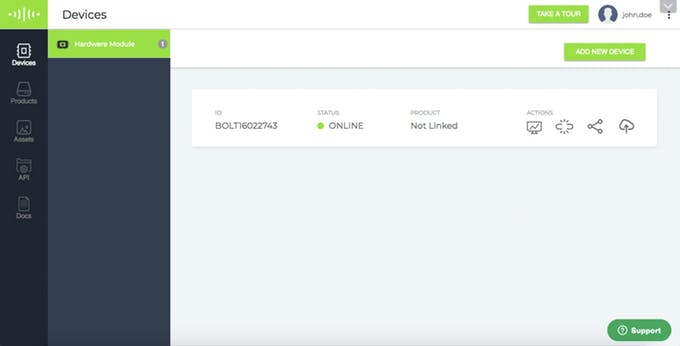 Devices
TAKE A TOUR
john.doe
Devices
Products
Assets
API
Docs
Hardware Module 1
ADD NEW DEVICE
ID STATUS PRODUCT ACTIONS
BOLT16022743 ONLINE Not Linked
Support